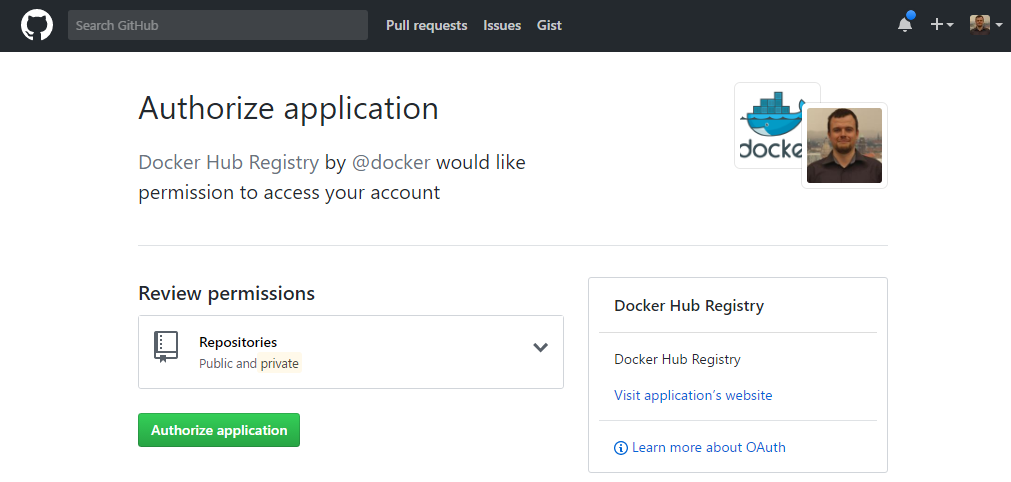 Search GitHub
Pull requests
Issues
Gist
Authorize application
docke
Docker Hub Registry by @docker would like
permission to access your account
Review permissions
Repositories
Public and private
Authorize application
Docker Hub Registry
Docker Hub Registry
Visit application's website
Learn more about OAuth